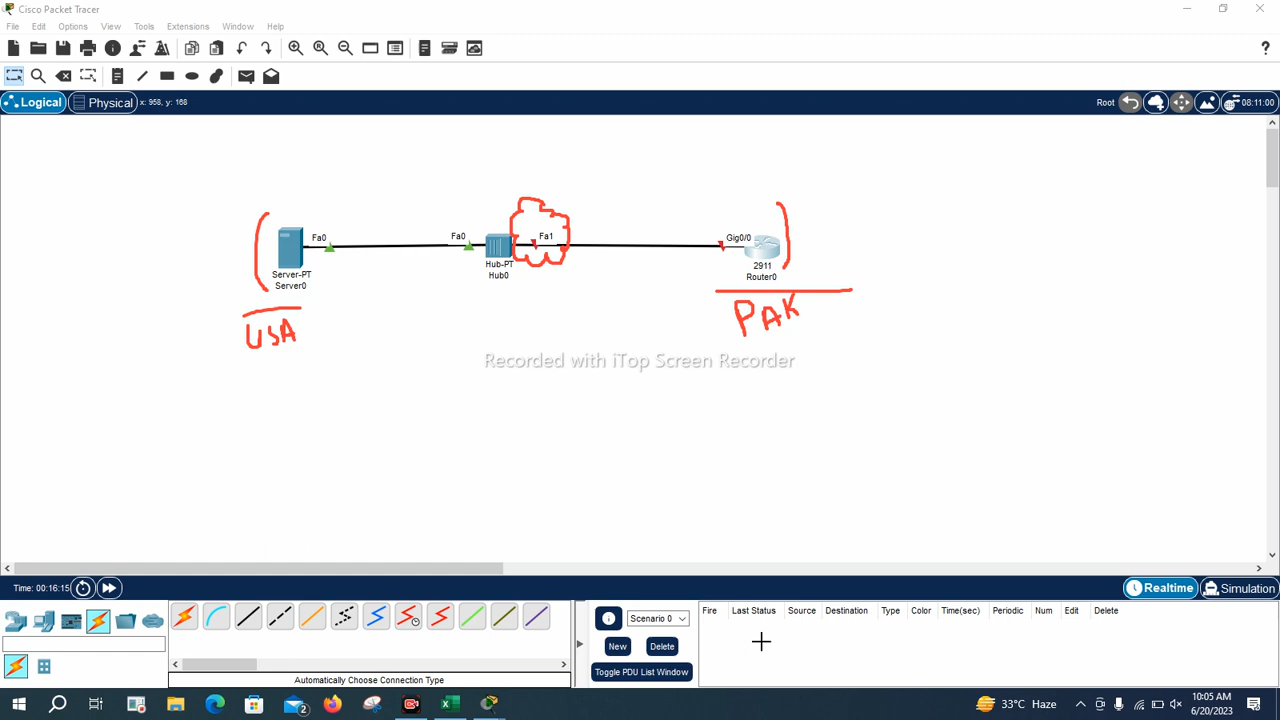 Cisco Packet Tracer
File Edit Options View Tools Extensions Window Help
?
Logical Physical x: 958, y: 168 Root 08:11:00
Fa0 Fa0 Fa1 Gig0/0
Server-PT
Server0
Hub-PT
Hub0
2911
Router0
USA
PAK
Recorded with iTop Screen Recorder
Time: 00:16:15 Realtime Simulation
Scenario 0
New Delete
Toggle PDU List Window
Fire Last Status Source Destination Type Color Time(sec) Periodic Num Edit Delete
Automatically Choose Connection Type
2
33°C Haze
10:05 AM
6/20/2023